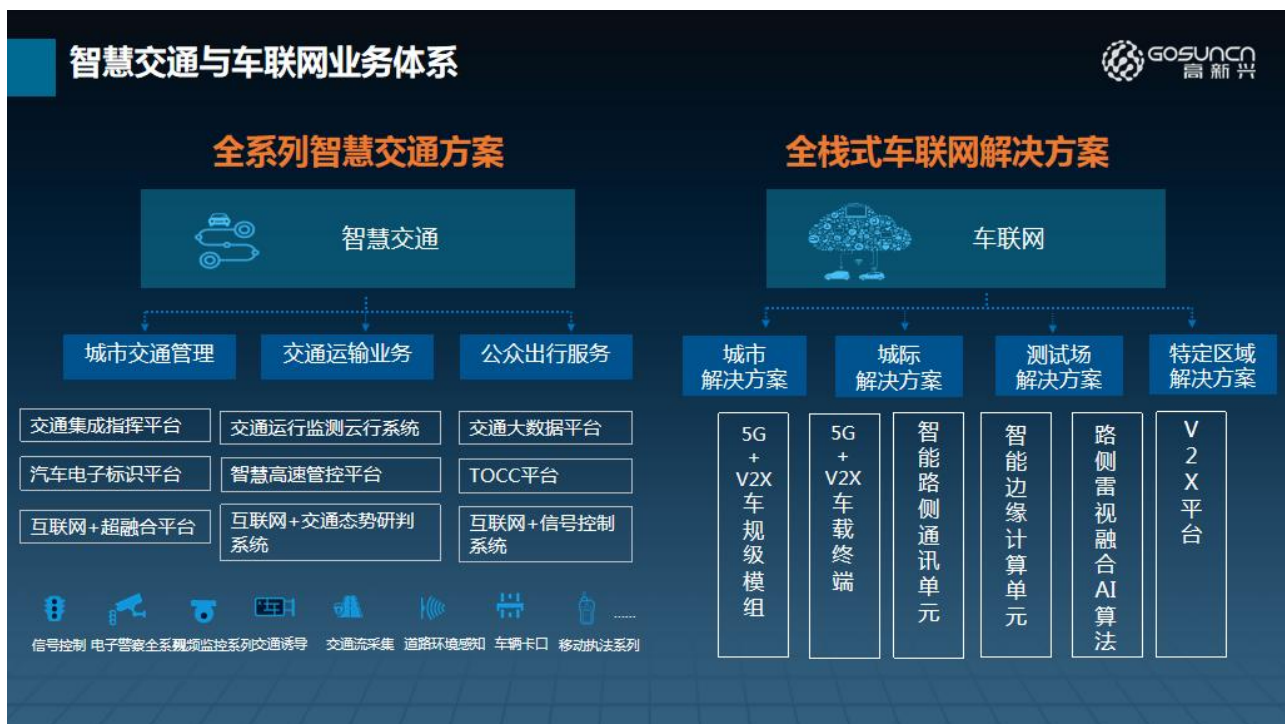 智慧交通与车联网业务体系
GOSUNCN
高新兴
全系列智慧交通方案
智慧交通
城市交通管理
交通运输业务
公众出行服务
交通集成指挥平台
交通运行监测云行系统
交通大数据平台
汽车电子标识平台
智慧高速管控平台
TOCC平台
互联网+超融合平台
互联网+交通态势研判
系统
互联网+信号控制
系统
信号控制
电子警察全系列
视频监控系列
交通诱导
交通流采集
道路环境感知
车辆卡口
移动执法系列
......
全栈式车联网解决方案
车联网
城市
解决方案
城际
解决方案
测试场
解决方案
特定区域
解决方案
5G+V2X车规级模组
5G+V2X车载终端
智能路侧通讯单元
智能边缘计算单元
路侧雷视融合AI算法
V2X平台